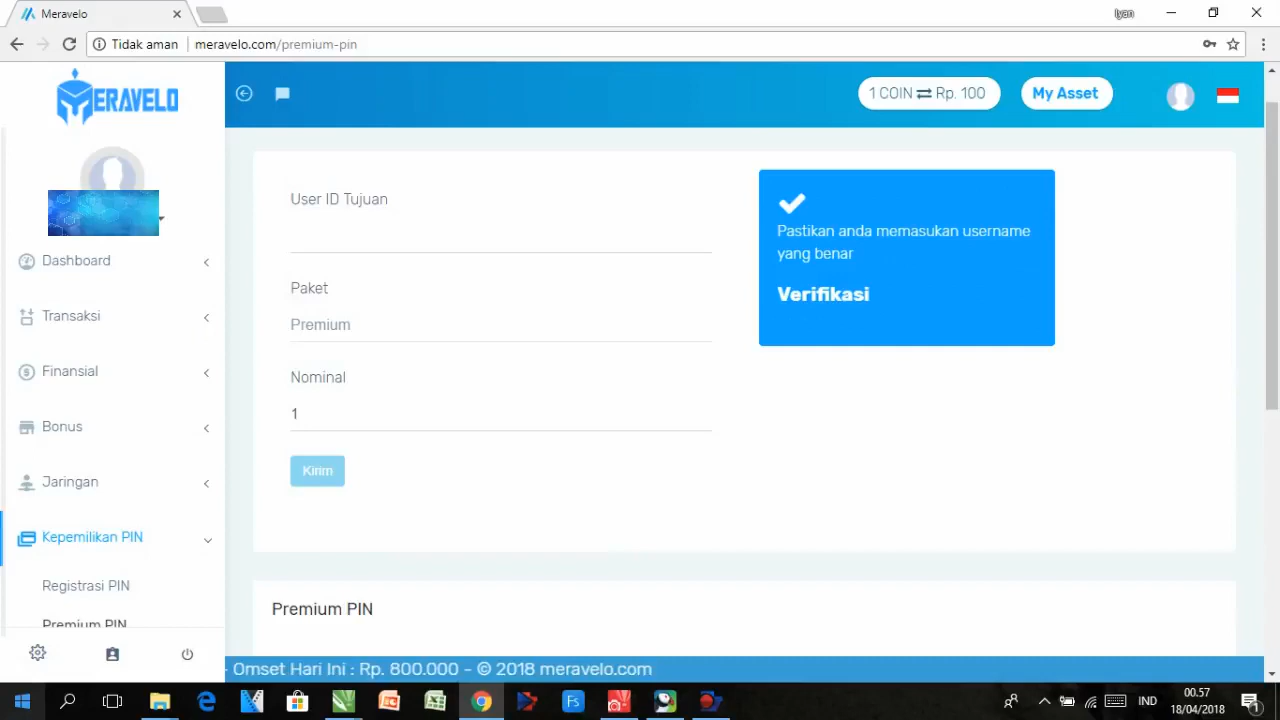 Meravelo
Iyan
Tidak aman
meravelo.com/premium-pin
MERAVELO
1 COIN ⇄ Rp. 100
My Asset
Dashboard
Transaksi
Finansial
Bonus
Jaringan
Kepemilikan PIN
Registrasi PIN
Premium PIN
User ID Tujuan
Paket
Premium
Nominal
1
Kirim
Pastikan anda memasukan username
yang benar
Verifikasi
Premium PIN
- Omset Hari Ini : Rp. 800.000 - © 2018 meravelo.com
Fs
IND
00.57
18/04/2018
1